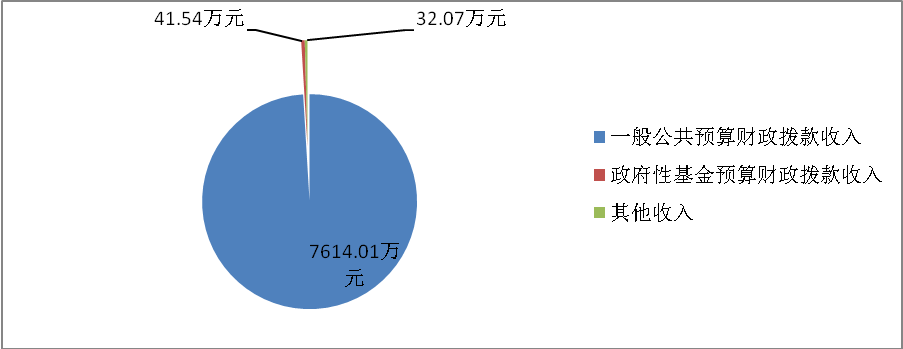 41.54万元
32.07万元
7614.01万
元
一般公共预算财政拨款收入
政府性基金预算财政拨款收入
其他收入